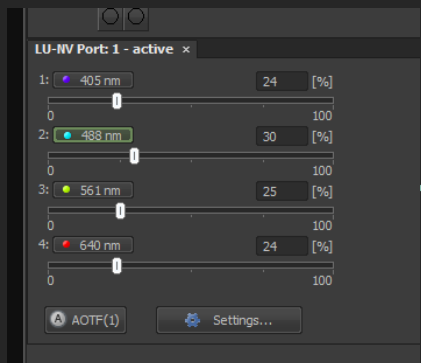 LU-NV Port: 1 - active ×
1: 405 nm 24 [%]
0 100
2: 488 nm 30 [%]
0 100
3: 561 nm 25 [%]
0 100
4: 640 nm 24 [%]
0 100
A AOTF(1) Settings...